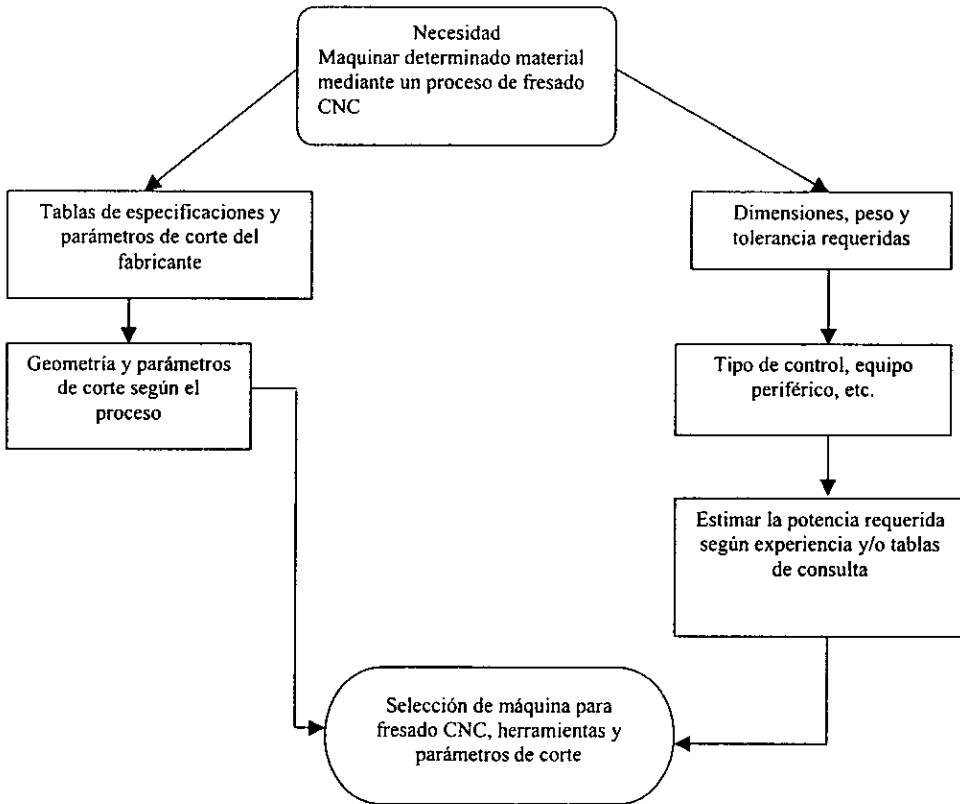 Necesidad
Maquinar determinado material
mediante un proceso de fresado
CNC
Tablas de especificaciones y
parámetros de corte del
fabricante
Geometría y parámetros
de corte según el
proceso
Dimensiones, peso y
tolerancia requeridas
Tipo de control, equipo
periférico, etc.
Estimar la potencia requerida
según experiencia y/o tablas
de consulta
Selección de máquina para
fresado CNC, herramientas y
parámetros de corte